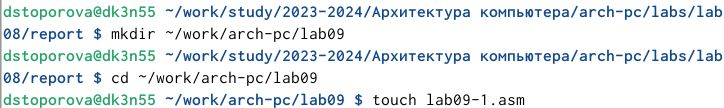 dstoporova@dk3n55 ~/work/study/2023-2024/Архитектура компьютера/arch-pc/labs/lab
08/report $ mkdir ~/work/arch-pc/lab09
dstoporova@dk3n55 ~/work/study/2023-2024/Архитектура компьютера/arch-pc/labs/lab
08/report $ cd ~/work/arch-pc/lab09
dstoporova@dk3n55 ~/work/arch-pc/lab09 $ touch lab09-1.asm